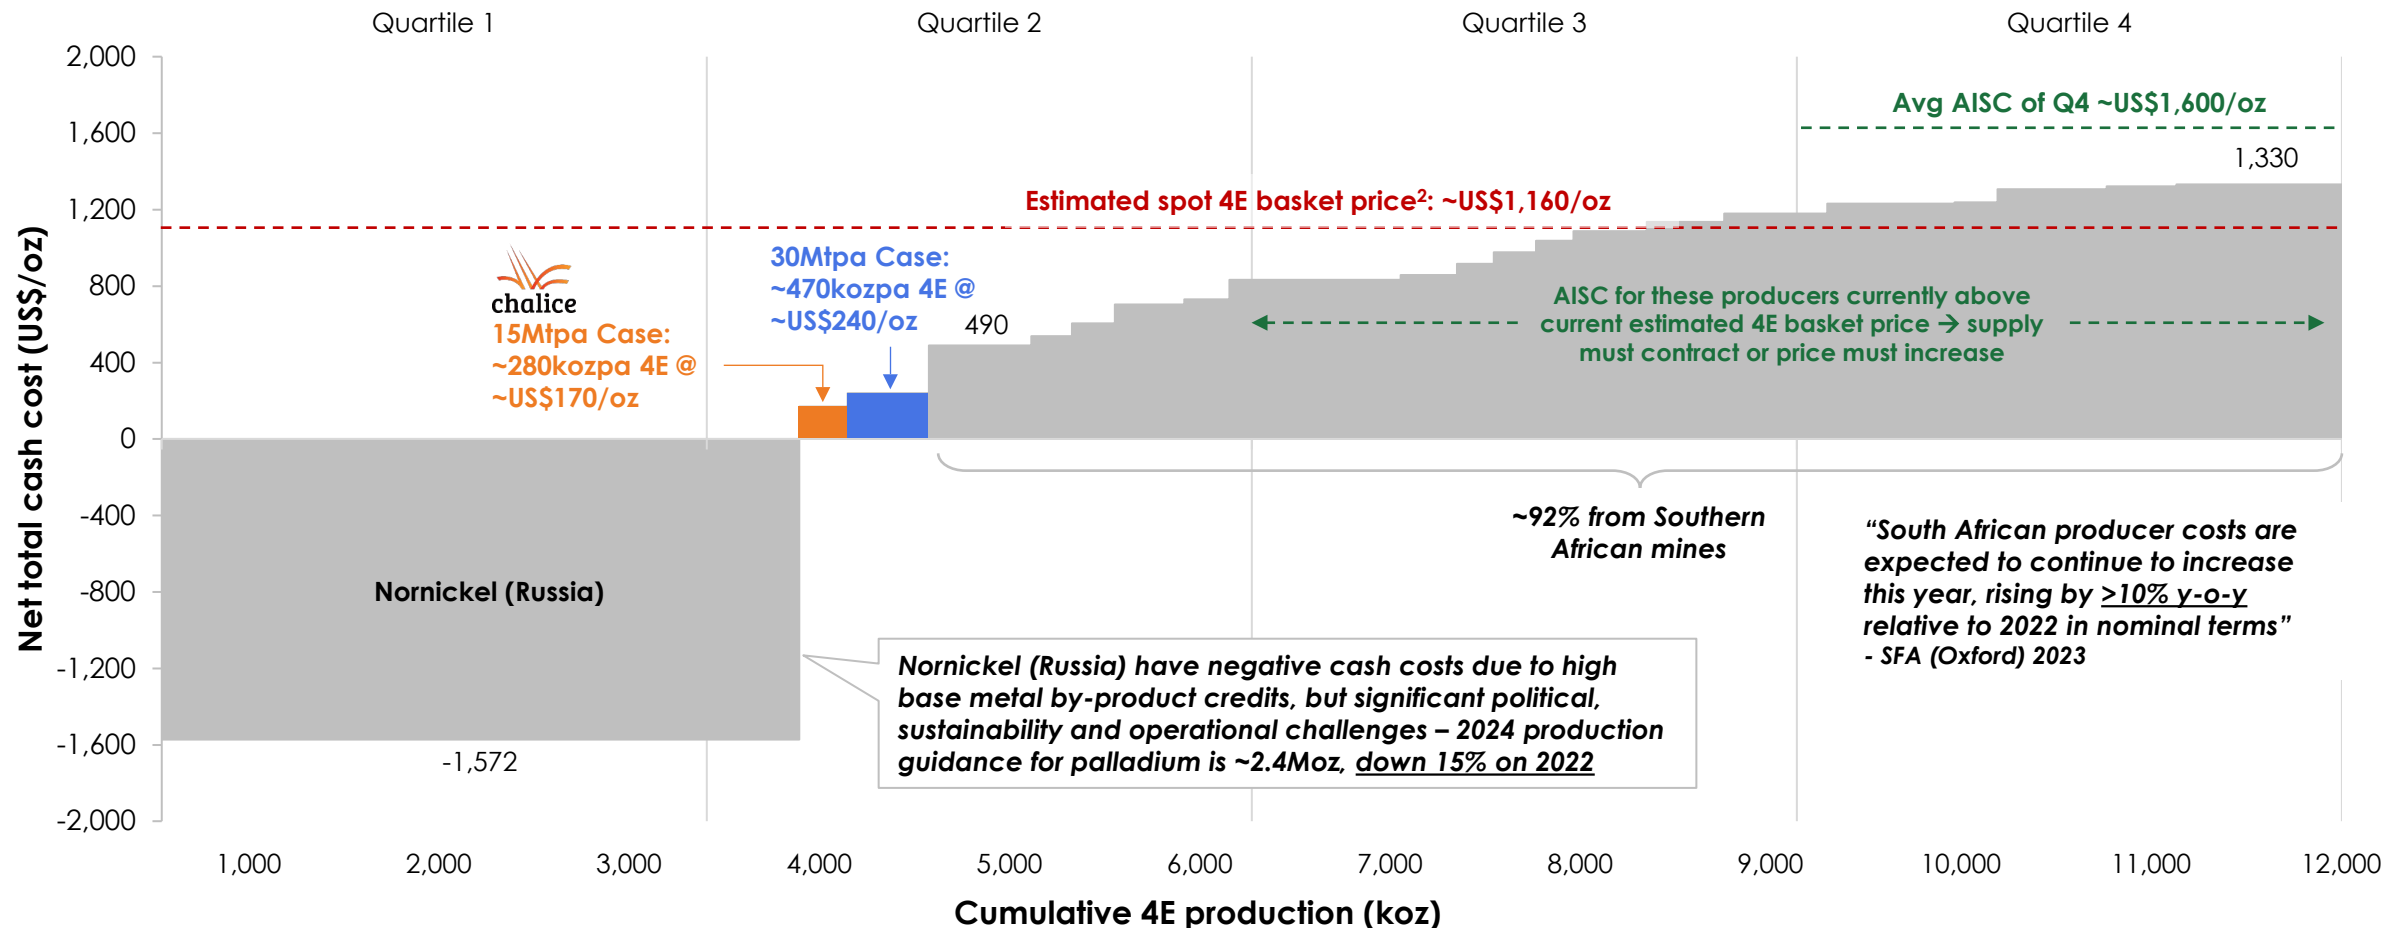 Quartile 1
Quartile 2
Quartile 3
Quartile 4
Net total cash cost (US$/oz)
2,000
1,600
1,200
800
400
0
-400
-800
-1,200
-1,600
-2,000
Avg AISC of Q4 ~US$1,600/oz
1,330
Estimated spot 4E basket price²: ~US$1,160/oz
chalice
15Mtpa Case:
~280kozpa 4E @
~US$170/oz
30Mtpa Case:
~470kozpa 4E @
~US$240/oz
490
AISC for these producers currently above
current estimated 4E basket price → supply
must contract or price must increase
~92% from Southern
African mines
“South African producer costs are
expected to continue to increase
this year, rising by >10% y-o-y
relative to 2022 in nominal terms”
- SFA (Oxford) 2023
Nornickel (Russia)
-1,572
Nornickel (Russia) have negative cash costs due to high
base metal by-product credits, but significant political,
sustainability and operational challenges – 2024 production
guidance for palladium is ~2.4Moz, down 15% on 2022
1,000
2,000
3,000
4,000
5,000
6,000
7,000
8,000
9,000
10,000
11,000
12,000
Cumulative 4E production (koz)